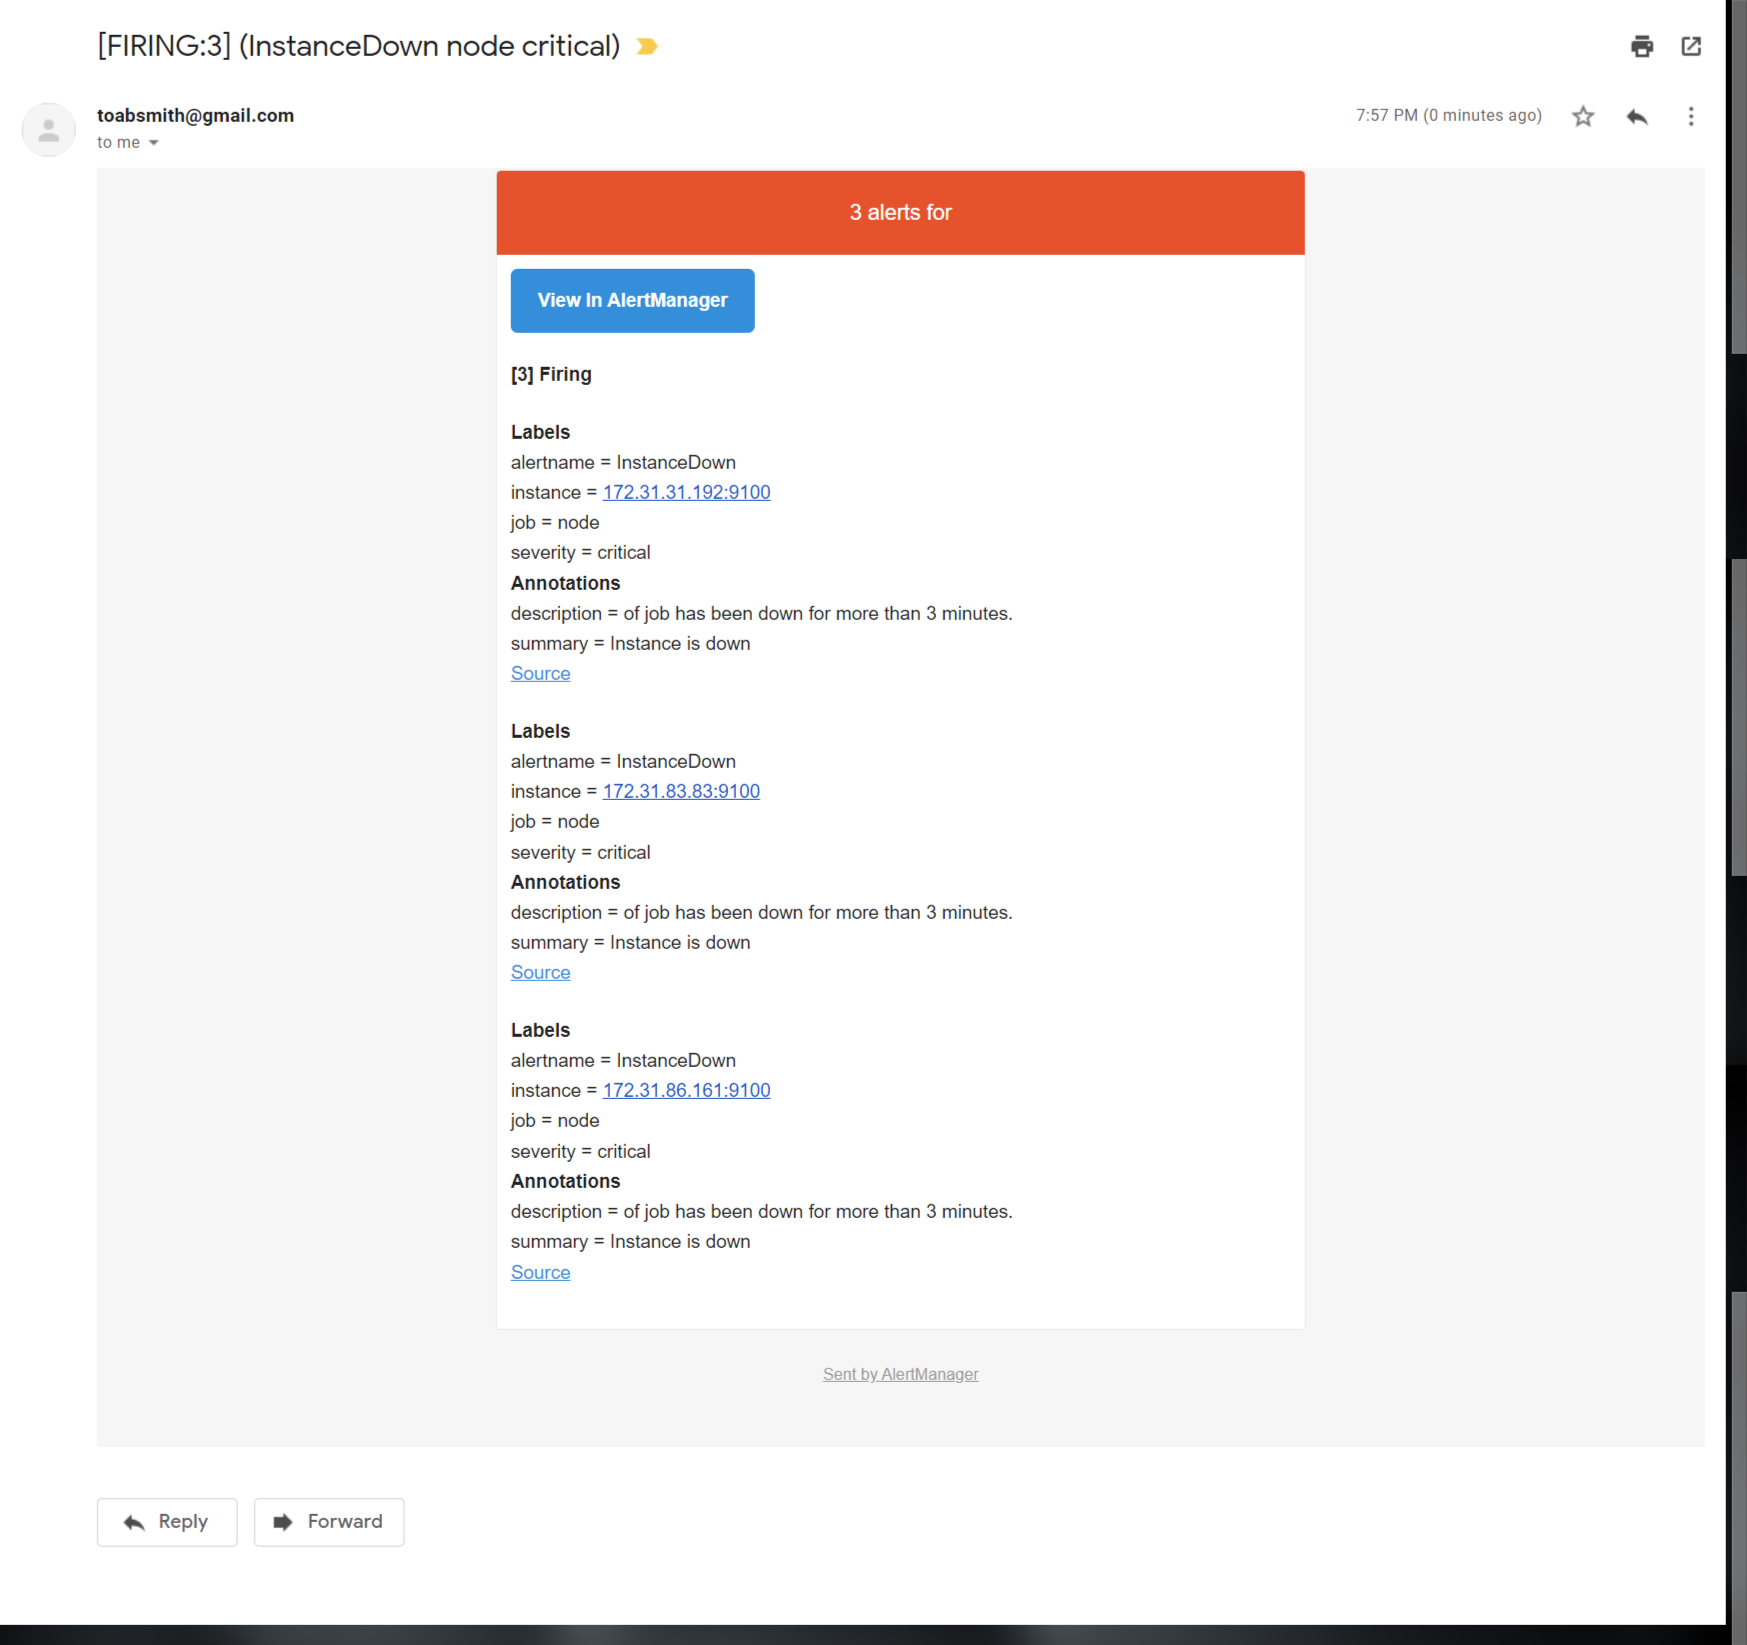 [FIRING:3] (InstanceDown node critical)
toabsmith@gmail.com
7:57 PM (0 minutes ago)
to me
3 alerts for
View In AlertManager
[3] Firing
Labels
alertname = InstanceDown
instance = 172.31.31.192:9100
job = node
severity = critical
Annotations
description = of job has been down for more than 3 minutes.
summary = Instance is down
Source
Labels
alertname = InstanceDown
instance = 172.31.83.83:9100
job = node
severity = critical
Annotations
description = of job has been down for more than 3 minutes.
summary = Instance is down
Source
Labels
alertname = InstanceDown
instance = 172.31.86.161:9100
job = node
severity = critical
Annotations
description = of job has been down for more than 3 minutes.
summary = Instance is down
Source
Sent by AlertManager
Reply
Forward